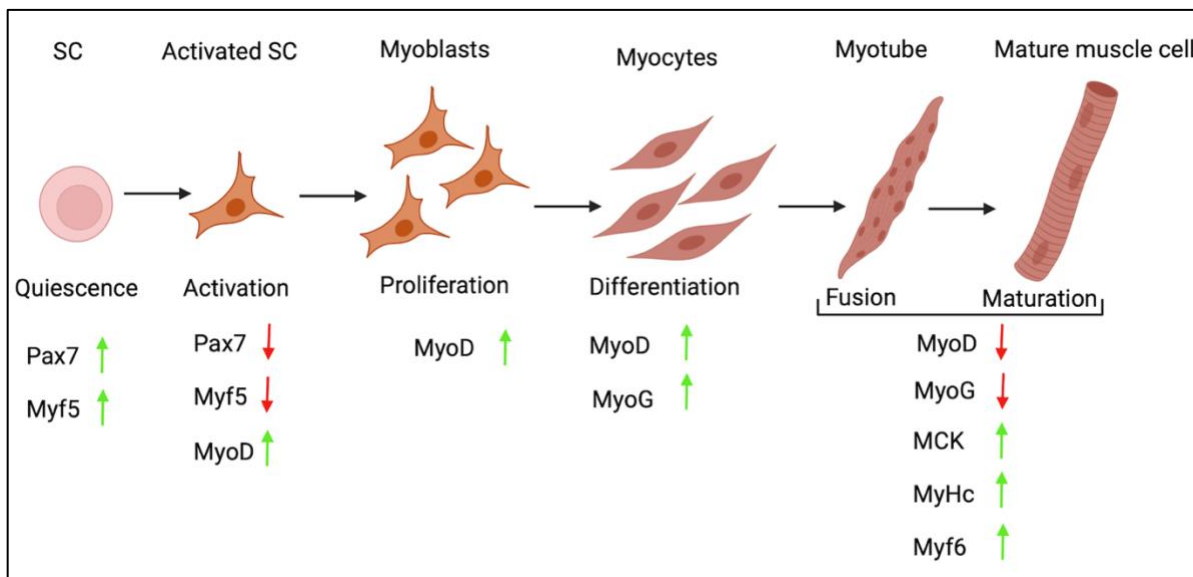 SC
Activated SC
Myoblasts
Myocytes
Myotube
Mature muscle cell
Quiescence
Activation
Proliferation
Differentiation
Fusion
Maturation
Pax7
Myf5
Pax7
Myf5
MyoD
MyoD
MyoD
MyoG
MyoD
MyoG
MCK
MyHc
Myf6